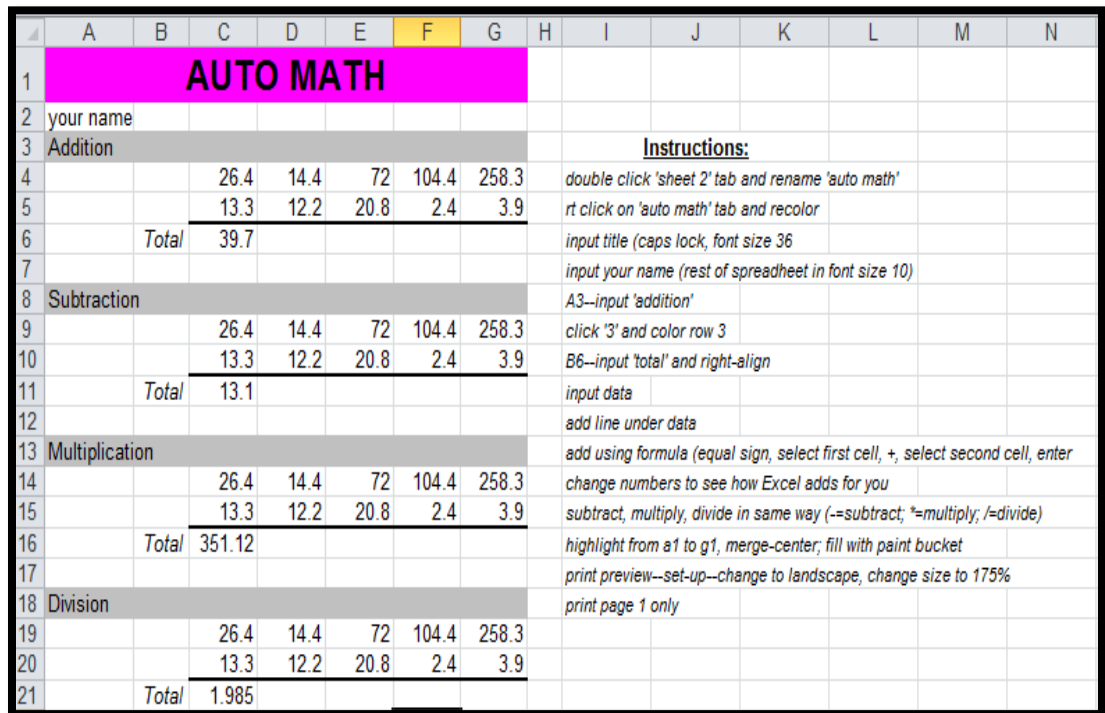 A B C D E F G H I J K L M N
1 AUTO MATH
2 your name
3 Addition Instructions:
4 26.4 14.4 72 104.4 258.3 double click 'sheet 2' tab and rename 'auto math'
5 13.3 12.2 20.8 2.4 3.9 rt click on 'auto math' tab and recolor
6 Total 39.7 input title (caps lock, font size 36
7 input your name (rest of spreadheet in font size 10)
8 Subtraction A3--input 'addition'
9 26.4 14.4 72 104.4 258.3 click '3' and color row 3
10 13.3 12.2 20.8 2.4 3.9 B6--input 'total' and right-align
11 Total 13.1 input data
12 add line under data
13 Multiplication add using formula (equal sign, select first cell, +, select second cell, enter
14 26.4 14.4 72 104.4 258.3 change numbers to see how Excel adds for you
15 13.3 12.2 20.8 2.4 3.9 subtract, multiply, divide in same way (-=subtract; *=multiply; /=divide)
16 Total 351.12 highlight from a1 to g1, merge-center; fill with paint bucket
17 print preview--set-up--change to landscape, change size to 175%
18 Division print page 1 only
19 26.4 14.4 72 104.4 258.3
20 13.3 12.2 20.8 2.4 3.9
21 Total 1.985